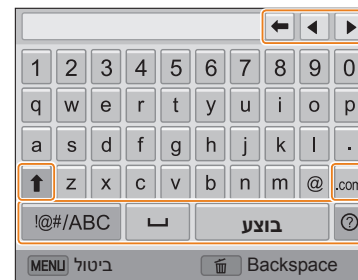 1 2 3 4 5 6 7 8 9 0
q w e r t y u i o p
a s d f g h j k l .
z x c v b n m @ .com
!@#/ABC בוצע ?
MENU ביטול Backspace